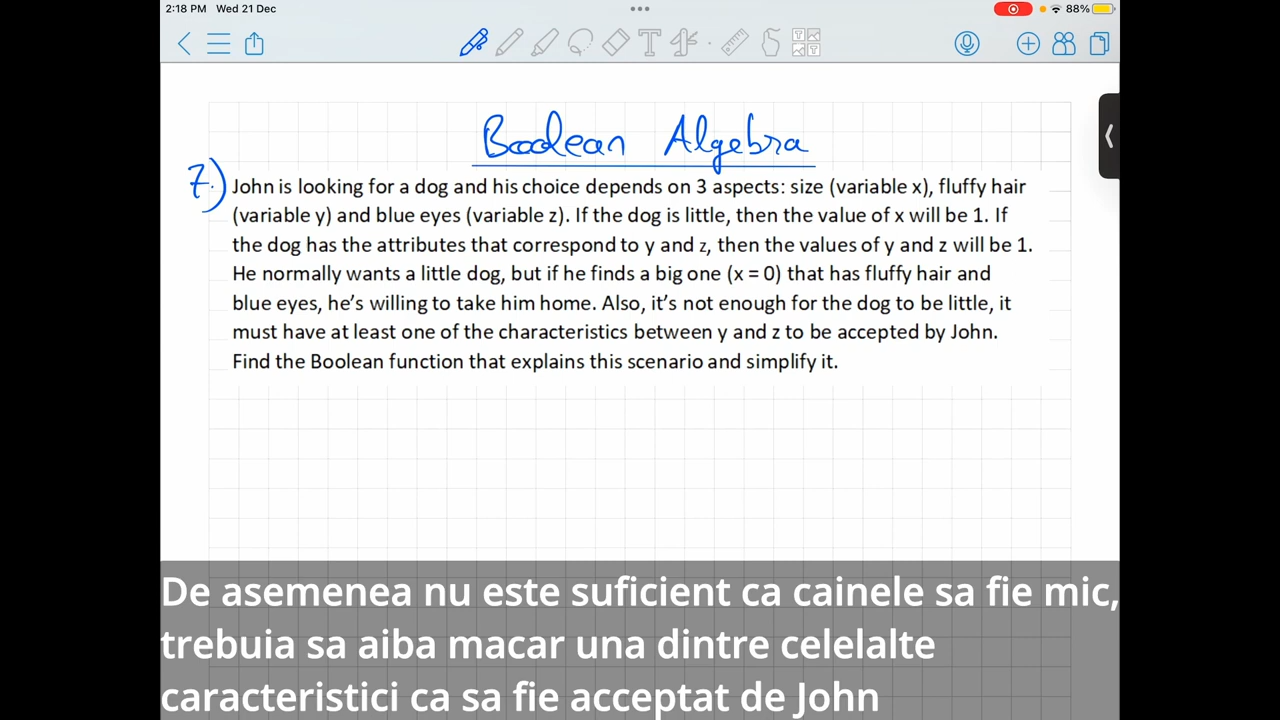 2:18 PM Wed 21 Dec
88%
Boolean Algebra
7.)
John is looking for a dog and his choice depends on 3 aspects: size (variable x), fluffy hair
(variable y) and blue eyes (variable z). If the dog is little, then the value of x will be 1. If
the dog has the attributes that correspond to y and z, then the values of y and z will be 1.
He normally wants a little dog, but if he finds a big one (x = 0) that has fluffy hair and
blue eyes, he’s willing to take him home. Also, it’s not enough for the dog to be little, it
must have at least one of the characteristics between y and z to be accepted by John.
Find the Boolean function that explains this scenario and simplify it.
De asemenea nu este suficient ca cainele sa fie mic,
trebuia sa aiba macar una dintre celelalte
caracteristici ca sa fie acceptat de John